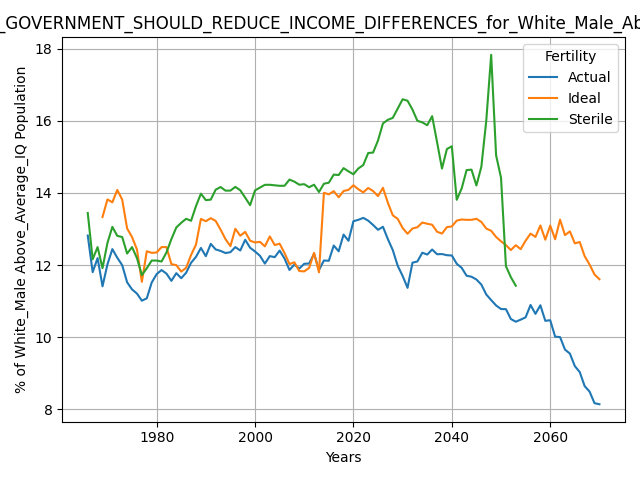 _GOVERNMENT_SHOULD_REDUCE_INCOME_DIFFERENCES_for_White_Male_Ab
% of White_Male Above_Average_IQ Population
18
16
14
12
10
8
Fertility
Actual
Ideal
Sterile
1980
2000
2020
2040
2060
Years